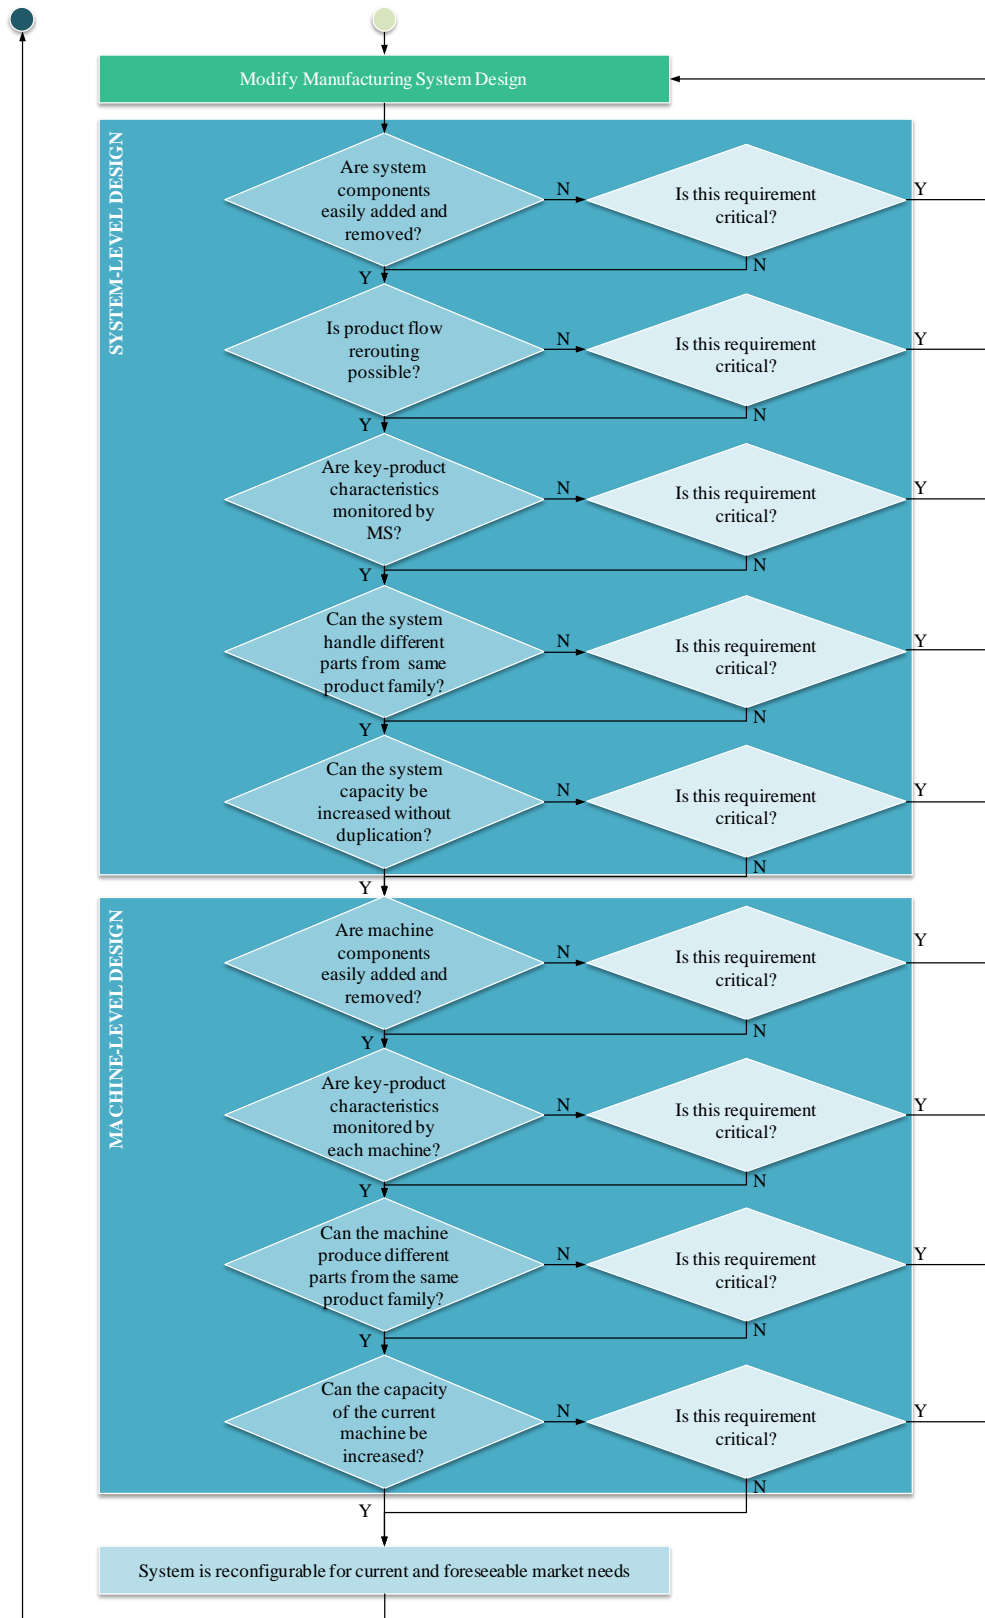 Modify Manufacturing System Design
SYSTEM-LEVEL DESIGN
Are system
components
easily added and
removed?
N
Is this requirement
critical?
Y
Y
N
Is product flow
rerouting
possible?
N
Is this requirement
critical?
Y
Y
N
Are key-product
characteristics
monitored by
MS?
N
Is this requirement
critical?
Y
Y
N
Can the system
handle different
parts from same
product family?
N
Is this requirement
critical?
Y
Y
N
Can the system
capacity be
increased without
duplication?
N
Is this requirement
critical?
Y
Y
N
MACHINE-LEVEL DESIGN
Are machine
components
easily added and
removed?
N
Is this requirement
critical?
Y
Y
N
Are key-product
characteristics
monitored by
each machine?
N
Is this requirement
critical?
Y
Y
N
Can the machine
produce different
parts from the same
product family?
N
Is this requirement
critical?
Y
Y
N
Can the capacity
of the current
machine be
increased?
N
Is this requirement
critical?
Y
Y
N
System is reconfigurable for current and foreseeable market needs